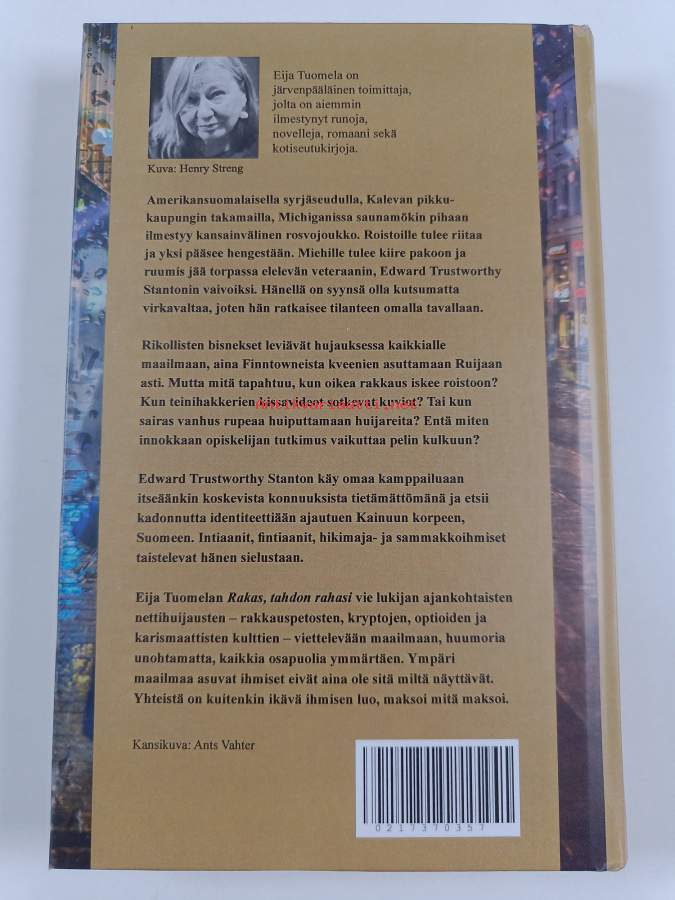 Eija Tuomela on
järvenpääläinen toimittaja,
jolta on aiemmin
ilmestynyt runoja,
novelleja, romaani sekä
kotiseutukirjoja.
Kuva: Henry Streng
Amerikansuomalaisella syrjäseudulla, Kalevan pikku-
kaupungin takamailla, Michiganissa saunamökin pihaan
ilmestyy kansainvälinen rosvojoukko. Roistoille tulee riitaa
ja yksi pääsee hengestään. Miehille tulee kiire pakoon ja
ruumis jää torpassa elelevän veteraanin, Edward Trustworthy
Stantonin vaivoiksi. Hänellä on syynsä olla kutsumatta
virkavaltaa, joten hän ratkaisee tilanteen omalla tavallaan.
Rikollisten bisnekset leviävät hujauksessa kaikkialle
maailmaan, aina Finntowneista kveenien asuttamaan Ruijaan
asti. Mutta mitä tapahtuu, kun oikea rakkaus iskee roistoon?
Kun teinihakkerien kissavideot sotkevat kuviot? Tai kun
Antikvariaatti.net
sairas vanhus rupeaa huiputtamaan huijareita? Entä miten
innokkaan opiskelijan tutkimus vaikuttaa pelin kulkuun?
Edward Trustworthy Stanton käy omaa kamppailuaan
itseäänkin koskevista konnuuksista tietämättömänä ja etsii
kadonnutta identiteettiään ajautuen Kainuun korpeen,
Suomeen. Intiaanit, fintiaanit, hikimaja- ja sammakkoihmiset
taistelevat hänen sielustaan.
Eija Tuomelan Rakas, tahdon rahasi vie lukijan ajankohtaisten
nettihuijausten – rakkauspetosten, kryptojen, optioiden ja
karismaattisten kulttien – viettelevään maailmaan, huumoria
unohtamatta, kaikkia osapuolia ymmärtäen. Ympäri
maailmaa asuvat ihmiset eivät aina ole sitä miltä näyttävät.
Yhteistä on kuitenkin ikävä ihmisen luo, maksoi mitä maksoi.
Kansikuva: Ants Vahter
0217370357